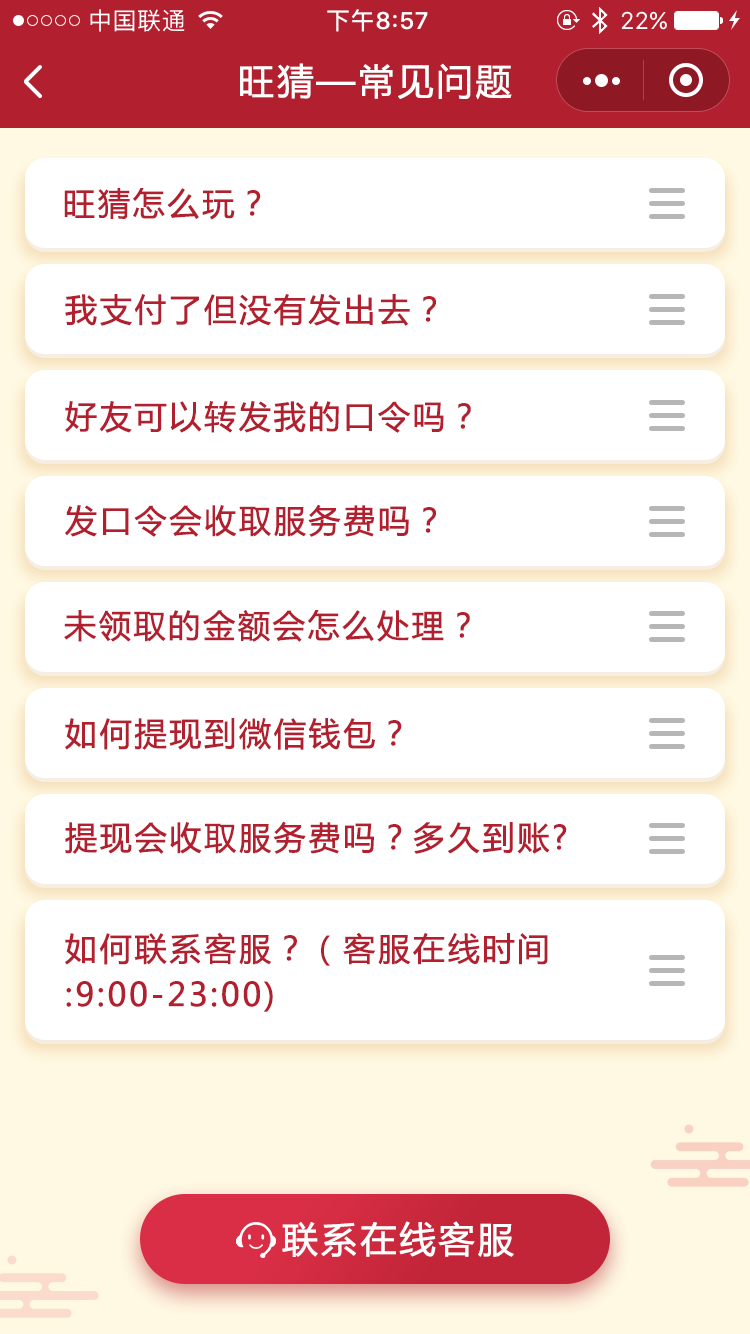 中国联通 下午8:57 22%
旺猜—常见问题
旺猜怎么玩？
我支付了但没有发出去？
好友可以转发我的口令吗？
发口令会收取服务费吗？
未领取的金额会怎么处理？
如何提现到微信钱包？
提现会收取服务费吗？多久到账?
如何联系客服？（客服在线时间
:9:00-23:00)
联系在线客服